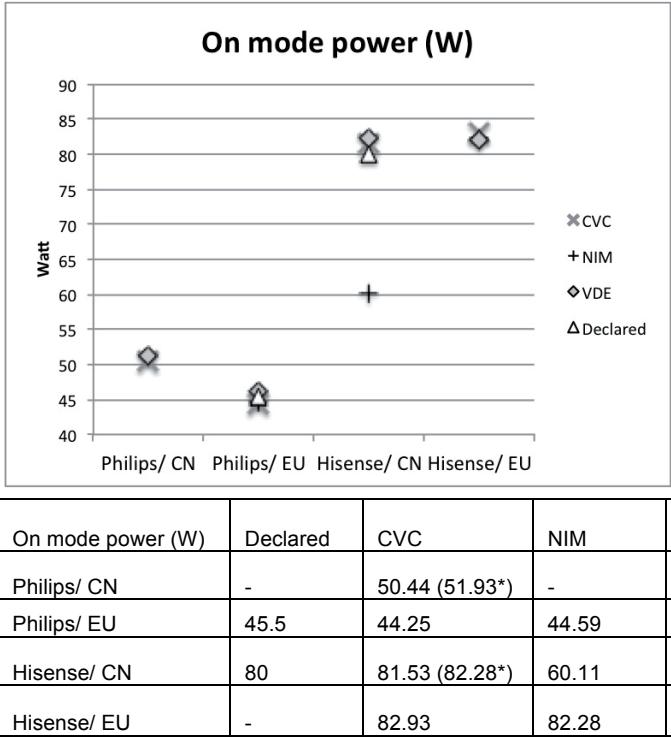 On mode power (W)
90
85
80
75
70
65
60
55
50
45
40
Watt
Philips/ CN Philips/ EU Hisense/ CN Hisense/ EU
CVC
NIM
VDE
Declared
On mode power (W) Declared CVC NIM
Philips/ CN - 50.44 (51.93*) -
Philips/ EU 45.5 44.25 44.59
Hisense/ CN 80 81.53 (82.28*) 60.11
Hisense/ EU - 82.93 82.28